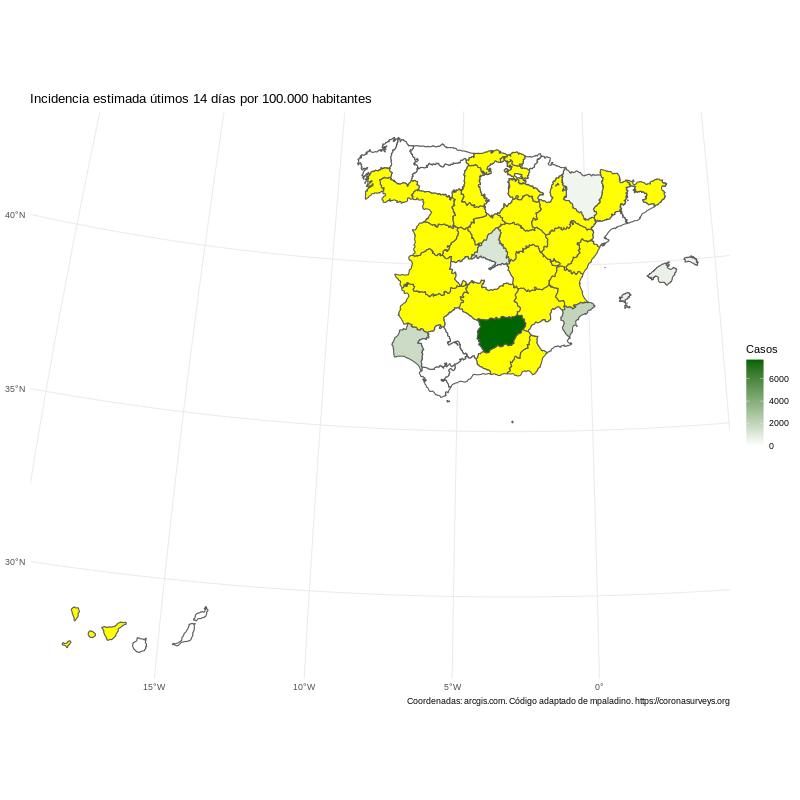 Incidencia estimada útimos 14 días por 100.000 habitantes
40°N
35°N
30°N
15°W
10°W
5°W
0°
Casos
6000
4000
2000
0
Coordenadas: arcgis.com. Código adaptado de mpaladino. https://coronasurveys.org